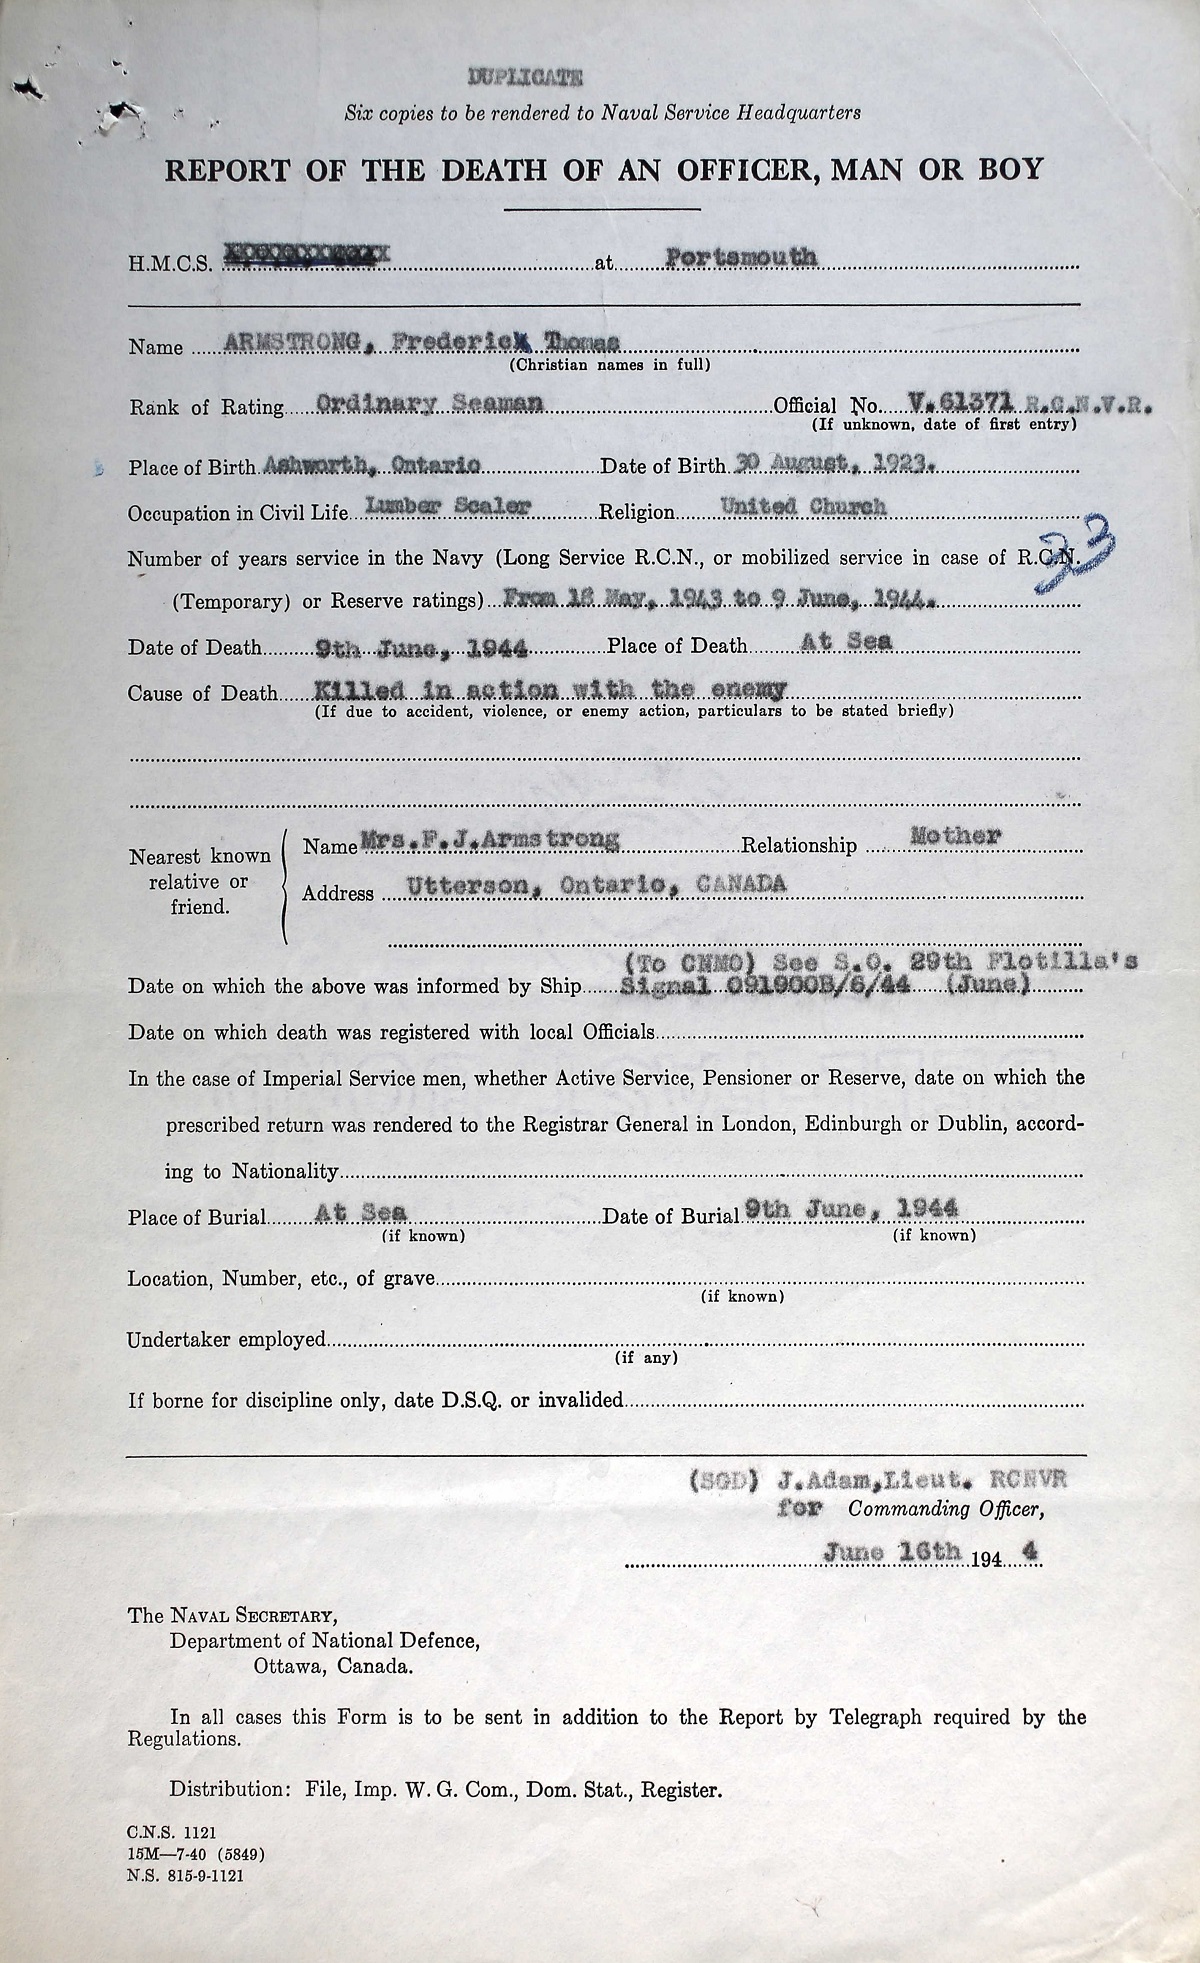 DUPLICATE
Six copies to be rendered to Naval Service Headquarters
REPORT OF THE DEATH OF AN OFFICER, MAN OR BOY
H.M.C.S. at Portsmouth
Name ARMSTRONG, Frederick Thomas
(Christian names in full)
Rank of Rating Ordinary Seaman Official No. V.61371 R.C.N.V.R.
(If unknown, date of first entry)
Place of Birth Ashworth, Ontario Date of Birth 30 August, 1923.
Occupation in Civil Life Lumber Scaler Religion United Church
Number of years service in the Navy (Long Service R.C.N., or mobilized service in case of R.C.N.
33
(Temporary) or Reserve ratings) From 18 May, 1943 to 9 June, 1944.
Date of Death 9th June, 1944 Place of Death At Sea
Cause of Death Killed in action with the enemy
(If due to accident, violence, or enemy action, particulars to be stated briefly)
Nearest known relative or friend.
Name Mrs.F.J.Armstrong Relationship Mother
Address Utterson, Ontario, CANADA
(To CNMO) See S.O. 29th Flotilla's
Date on which the above was informed by Ship Signal 091900B/6/44 (June)
Date on which death was registered with local Officials
In the case of Imperial Service men, whether Active Service, Pensioner or Reserve, date on which the
prescribed return was rendered to the Registrar General in London, Edinburgh or Dublin, accord-
ing to Nationality
Place of Burial At Sea Date of Burial 9th June, 1944
(if known) (if known)
Location, Number, etc., of grave
(if known)
Undertaker employed
(if any)
If borne for discipline only, date D.S.Q. or invalided
(SGD) J.Adam,Lieut. RCNVR
for Commanding Officer,
June 16th 194 4
The NAVAL SECRETARY,
Department of National Defence,
Ottawa, Canada.
In all cases this Form is to be sent in addition to the Report by Telegraph required by the
Regulations.
Distribution: File, Imp. W. G. Com., Dom. Stat., Register.
C.N.S. 1121
15M—7-40 (5849)
N.S. 815-9-1121